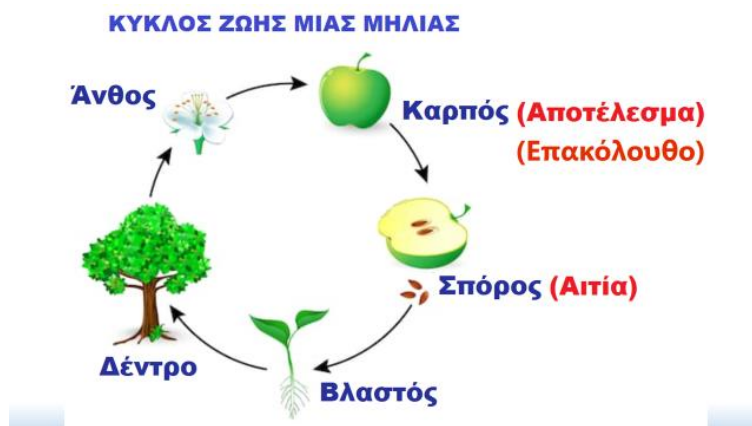 ΚΥΚΛΟΣ ΖΩΗΣ ΜΙΑΣ ΜΗΛΙΑΣ
Άνθος
Καρπός (Αποτέλεσμα)
(Επακόλουθο)
Σπόρος (Αιτία)
Δέντρο
Βλαστός